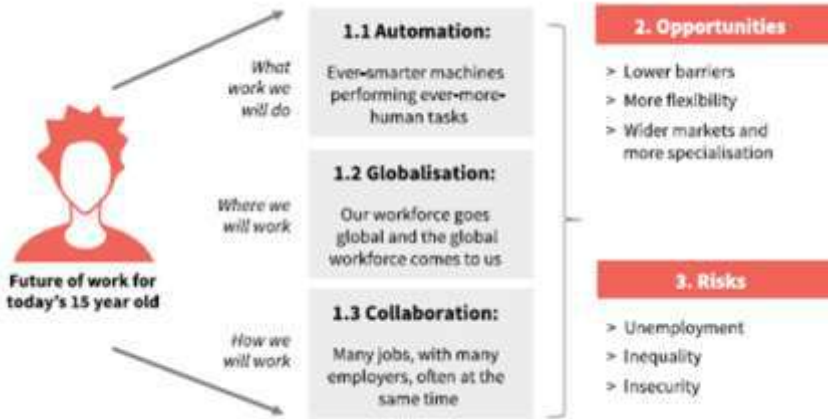 Future of work for
today's 15 year old
What
work we
will do
1.1 Automation:
Ever-smarter machines
performing ever-more-
human tasks
Where we
will work
1.2 Globalisation:
Our workforce goes
global and the global
workforce comes to us
How we
will work
1.3 Collaboration:
Many jobs, with many
employers, often at the
same time
2. Opportunities
> Lower barriers
> More flexibility
> Wider markets and
more specialisation
3. Risks
> Unemployment
> Inequality
> Insecurity